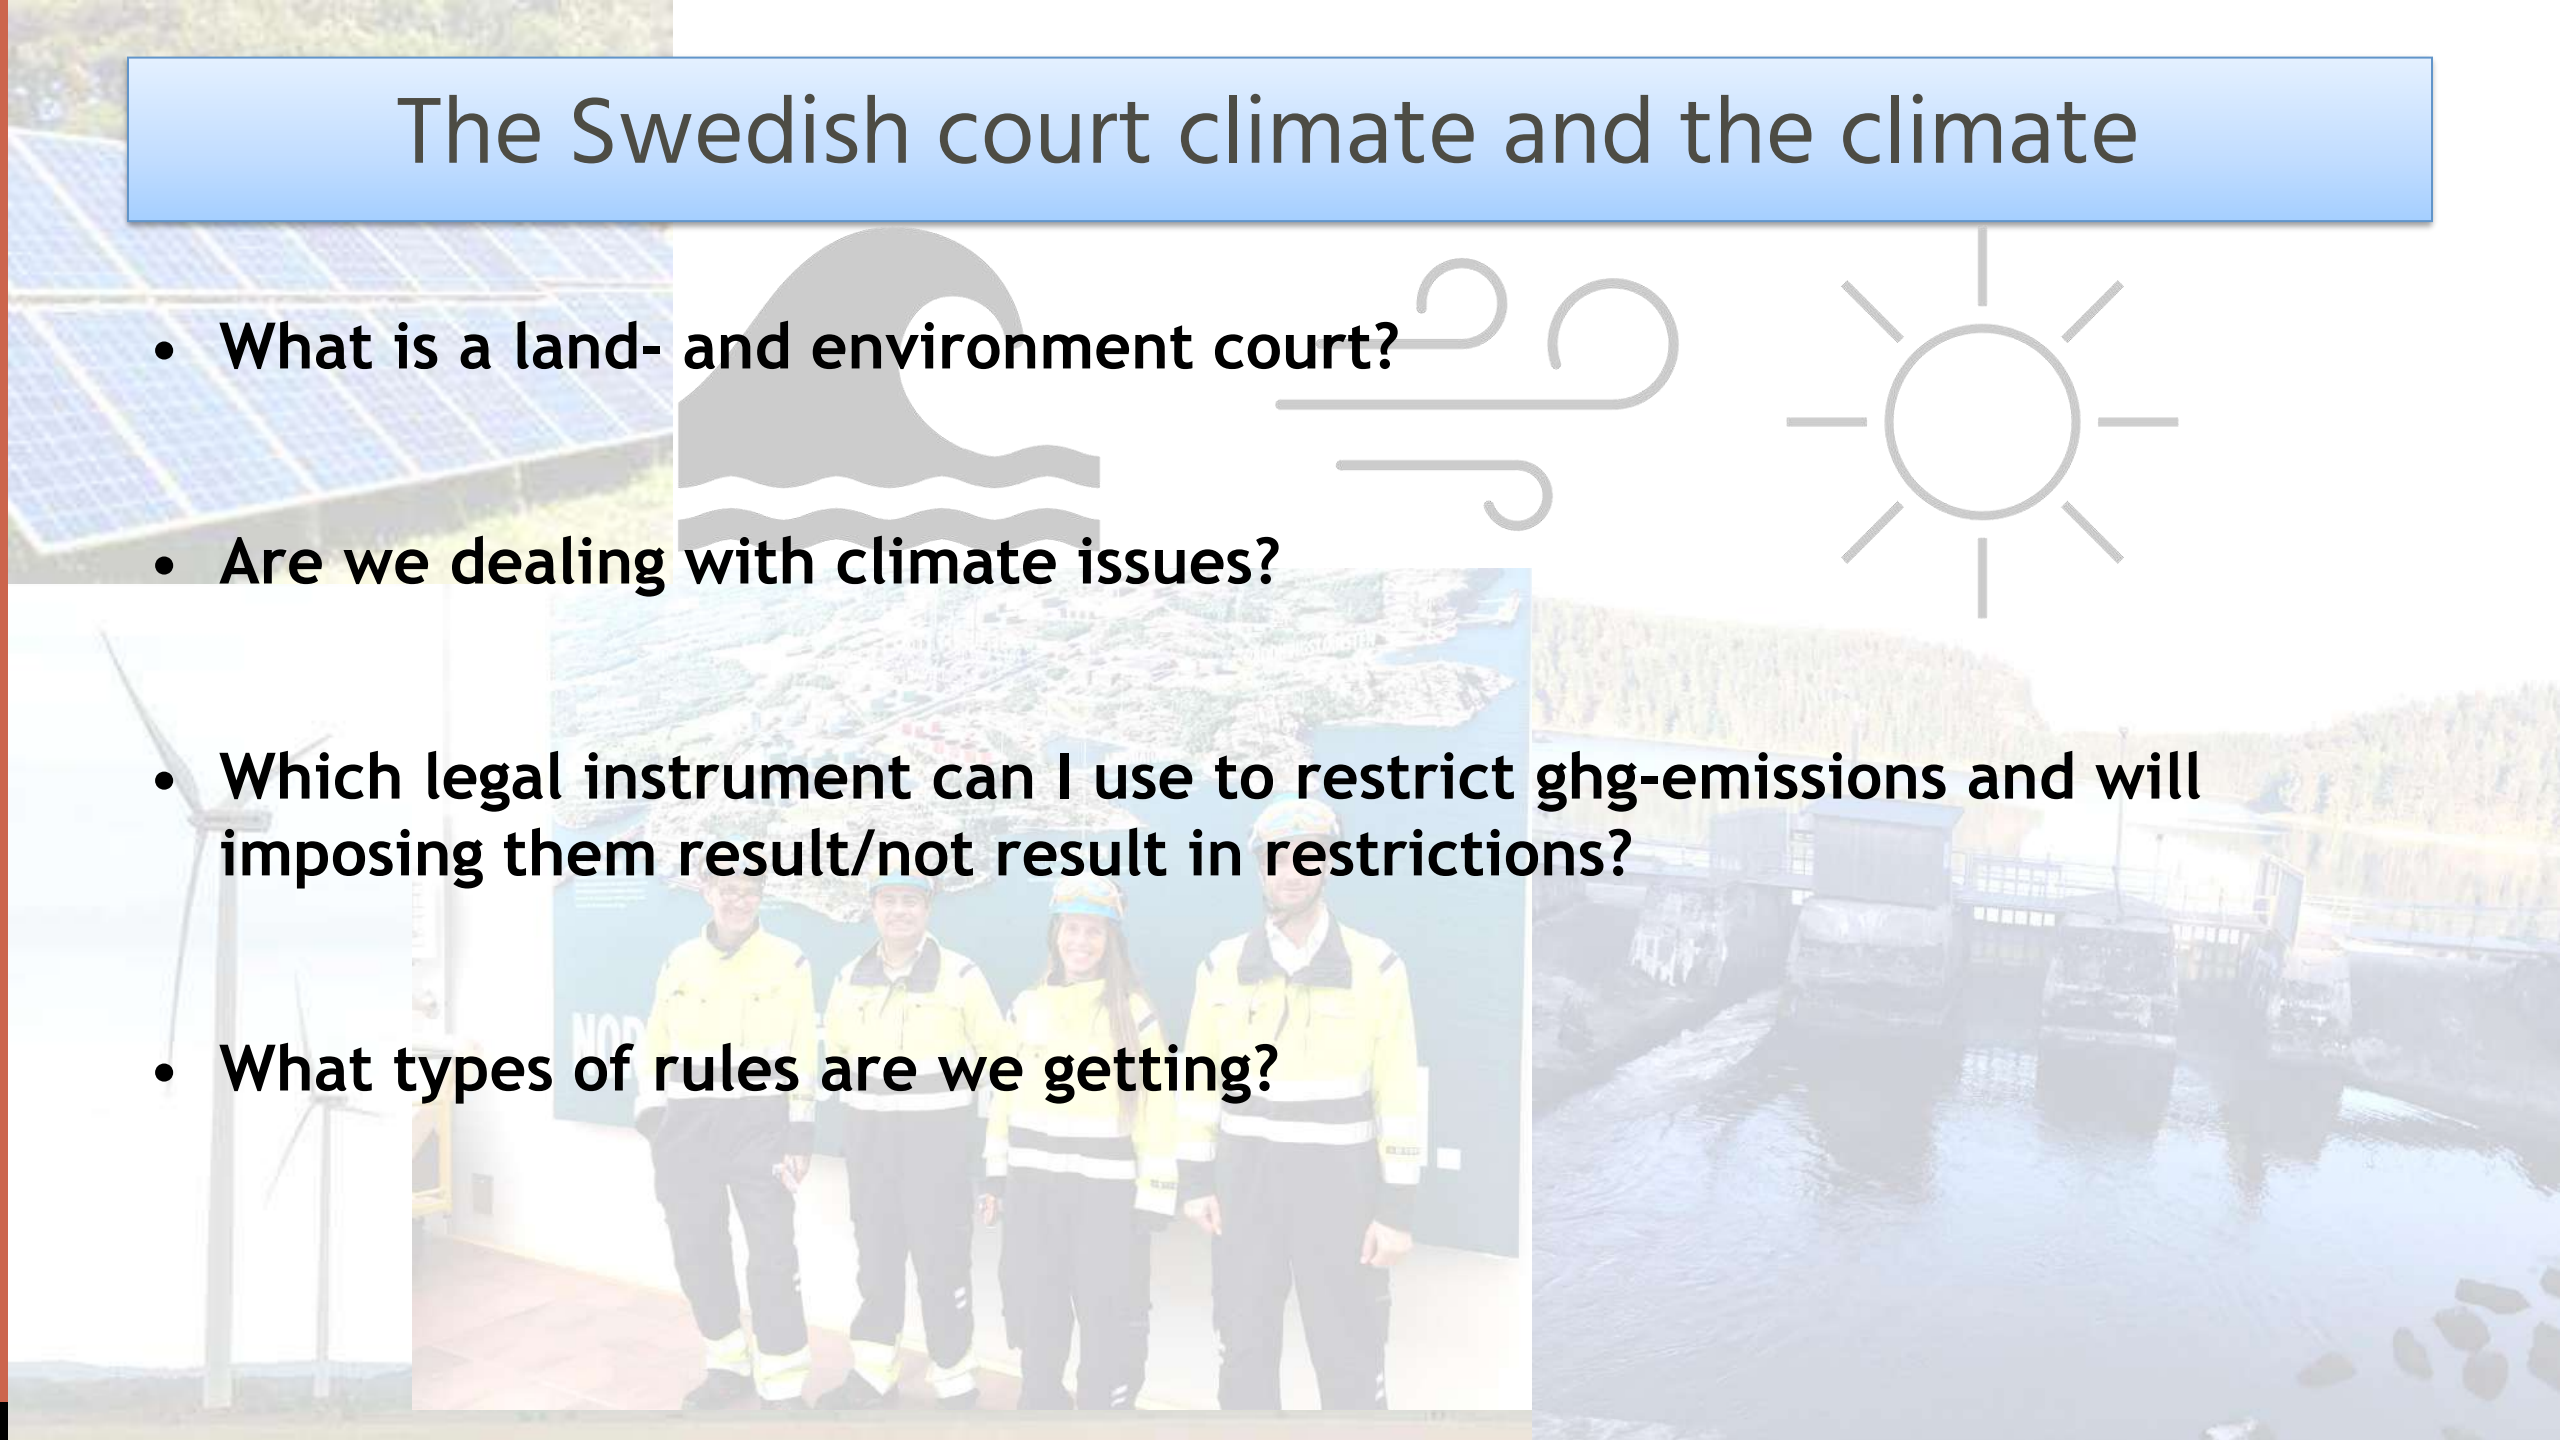 The Swedish court climate and the climate
• What is a land- and environment court?
• Are we dealing with climate issues?
• Which legal instrument can I use to restrict ghg-emissions and will
imposing them result/not result in restrictions?
• What types of rules are we getting?